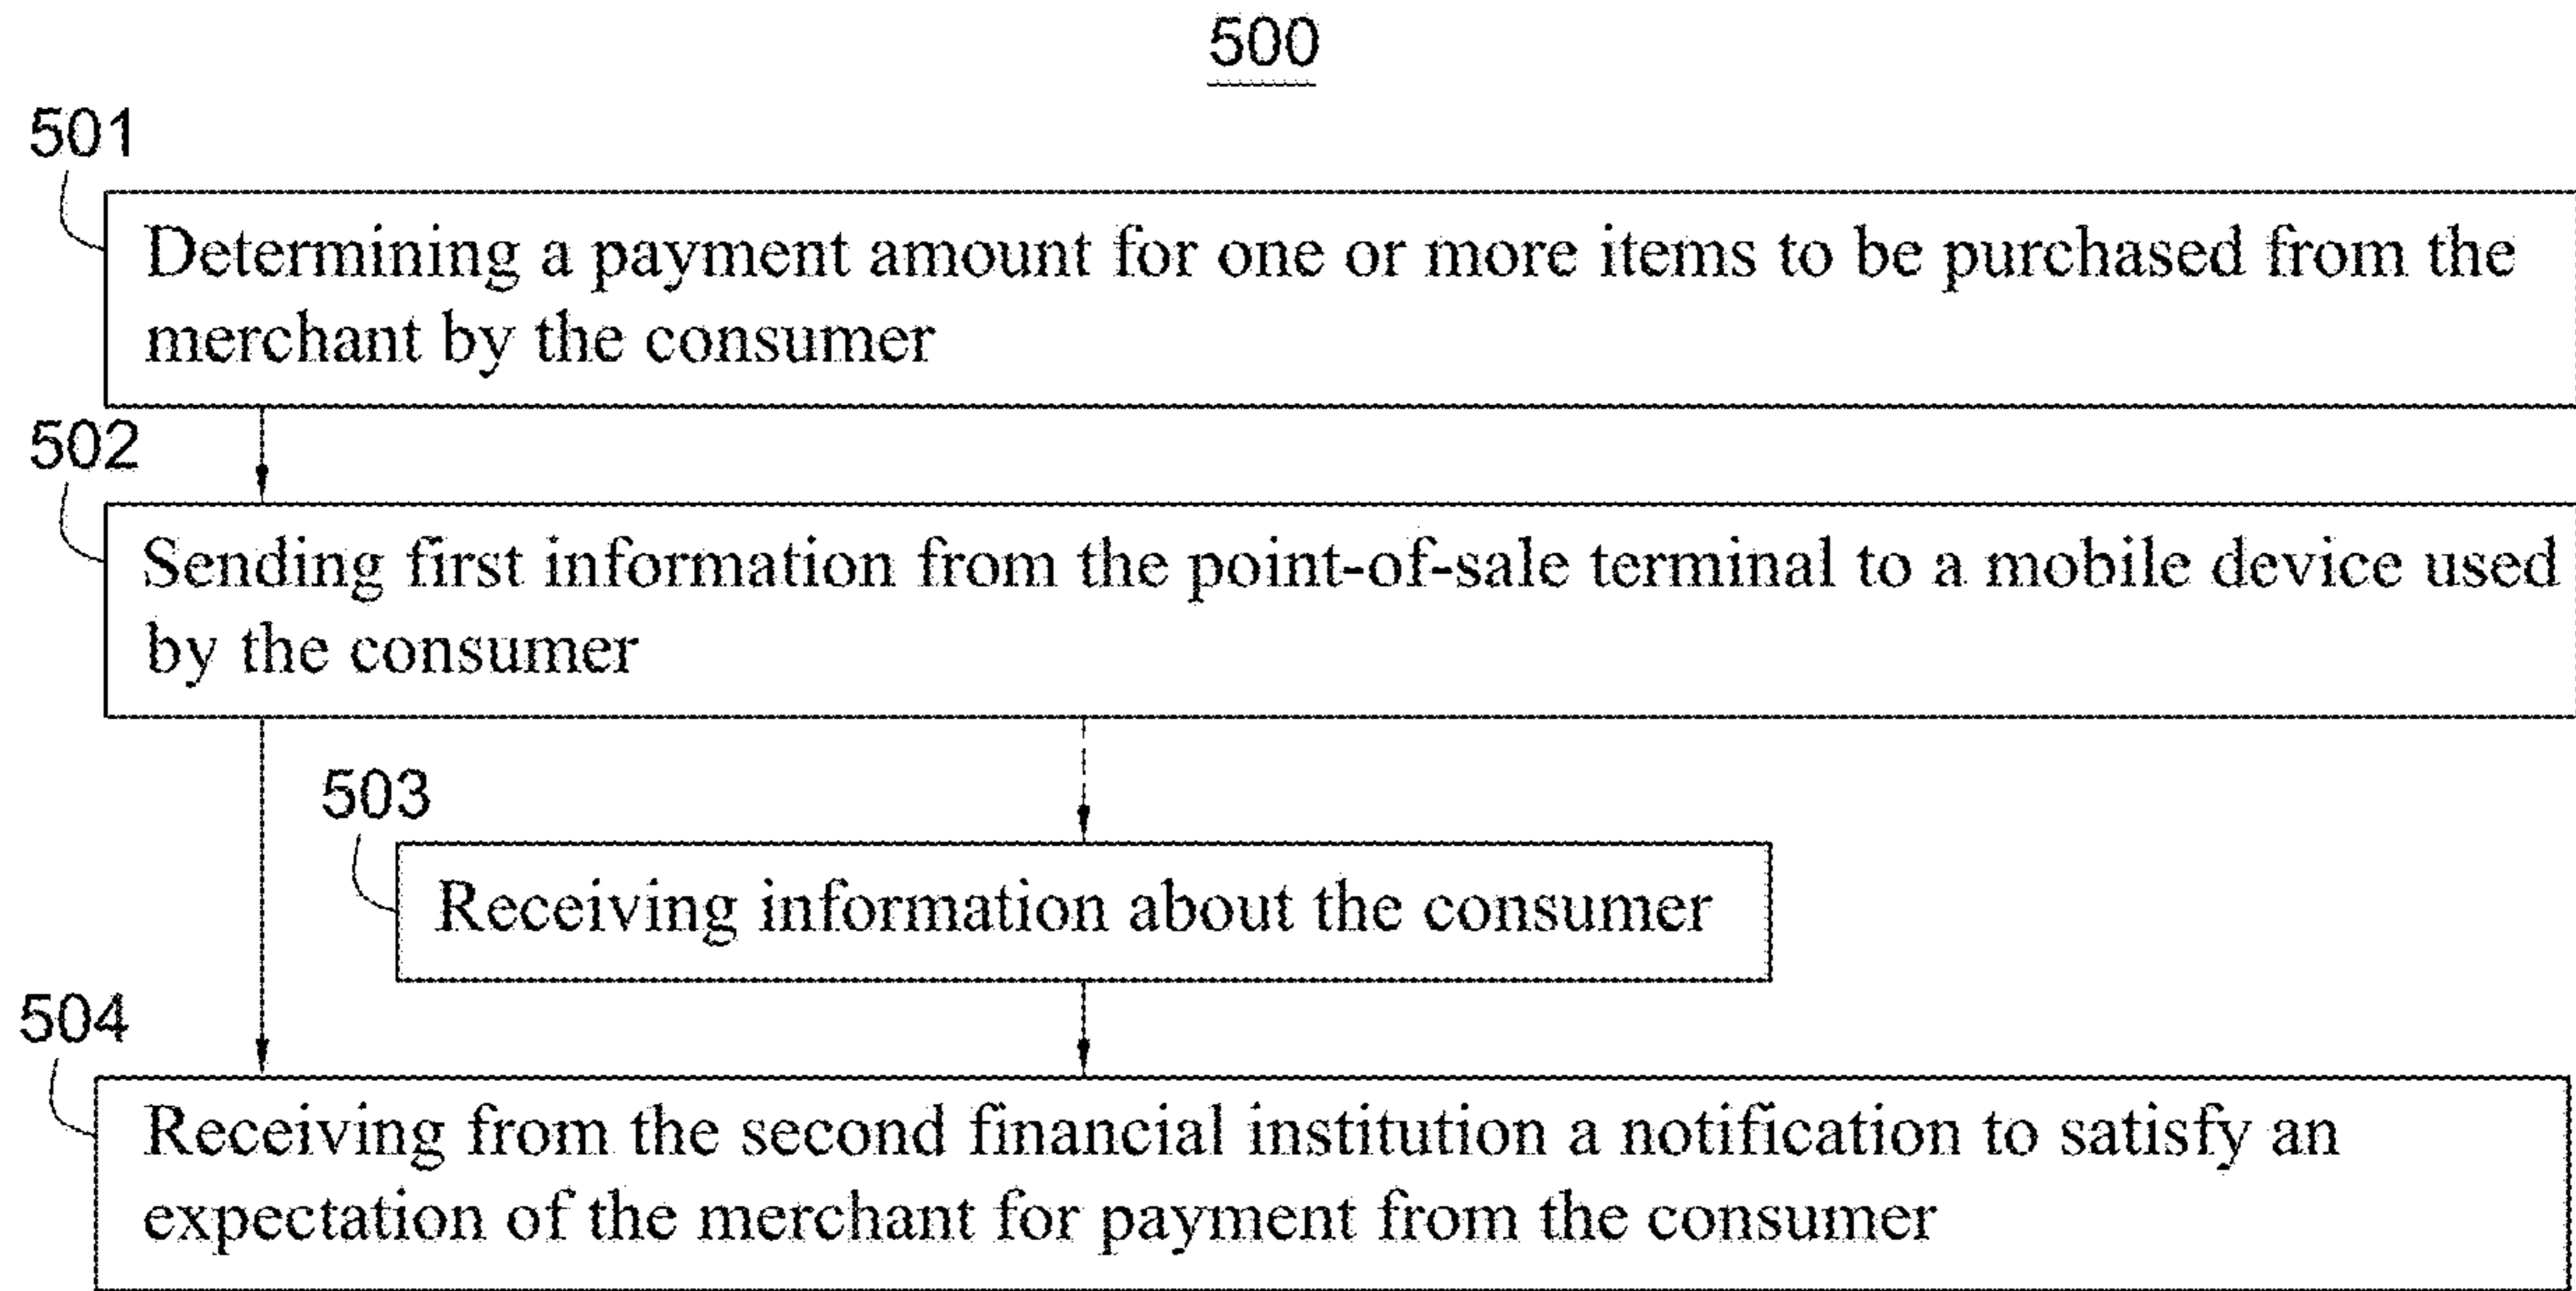 500
501
Determining a payment amount for one or more items to be purchased from the
merchant by the consumer
502
Sending first information from the point-of-sale terminal to a mobile device used
by the consumer
503
Receiving information about the consumer
504
Receiving from the second financial institution a notification to satisfy an
expectation of the merchant for payment from the consumer